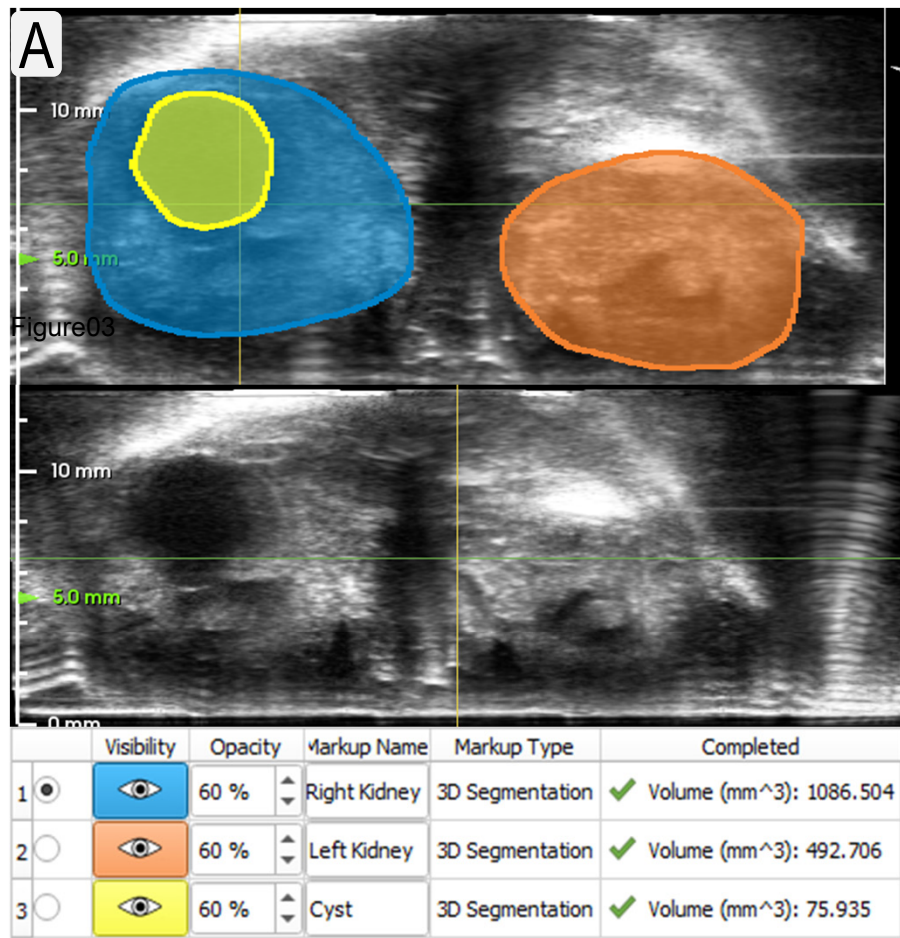 A
10 mm
5.0 mm
Figure03
10 mm
5.0 mm
0 mm
Visibility Opacity Markup Name Markup Type Completed
1 60 % Right Kidney 3D Segmentation Volume (mm^3): 1086.504
2 60 % Left Kidney 3D Segmentation Volume (mm^3): 492.706
3 60 % Cyst 3D Segmentation Volume (mm^3): 75.935